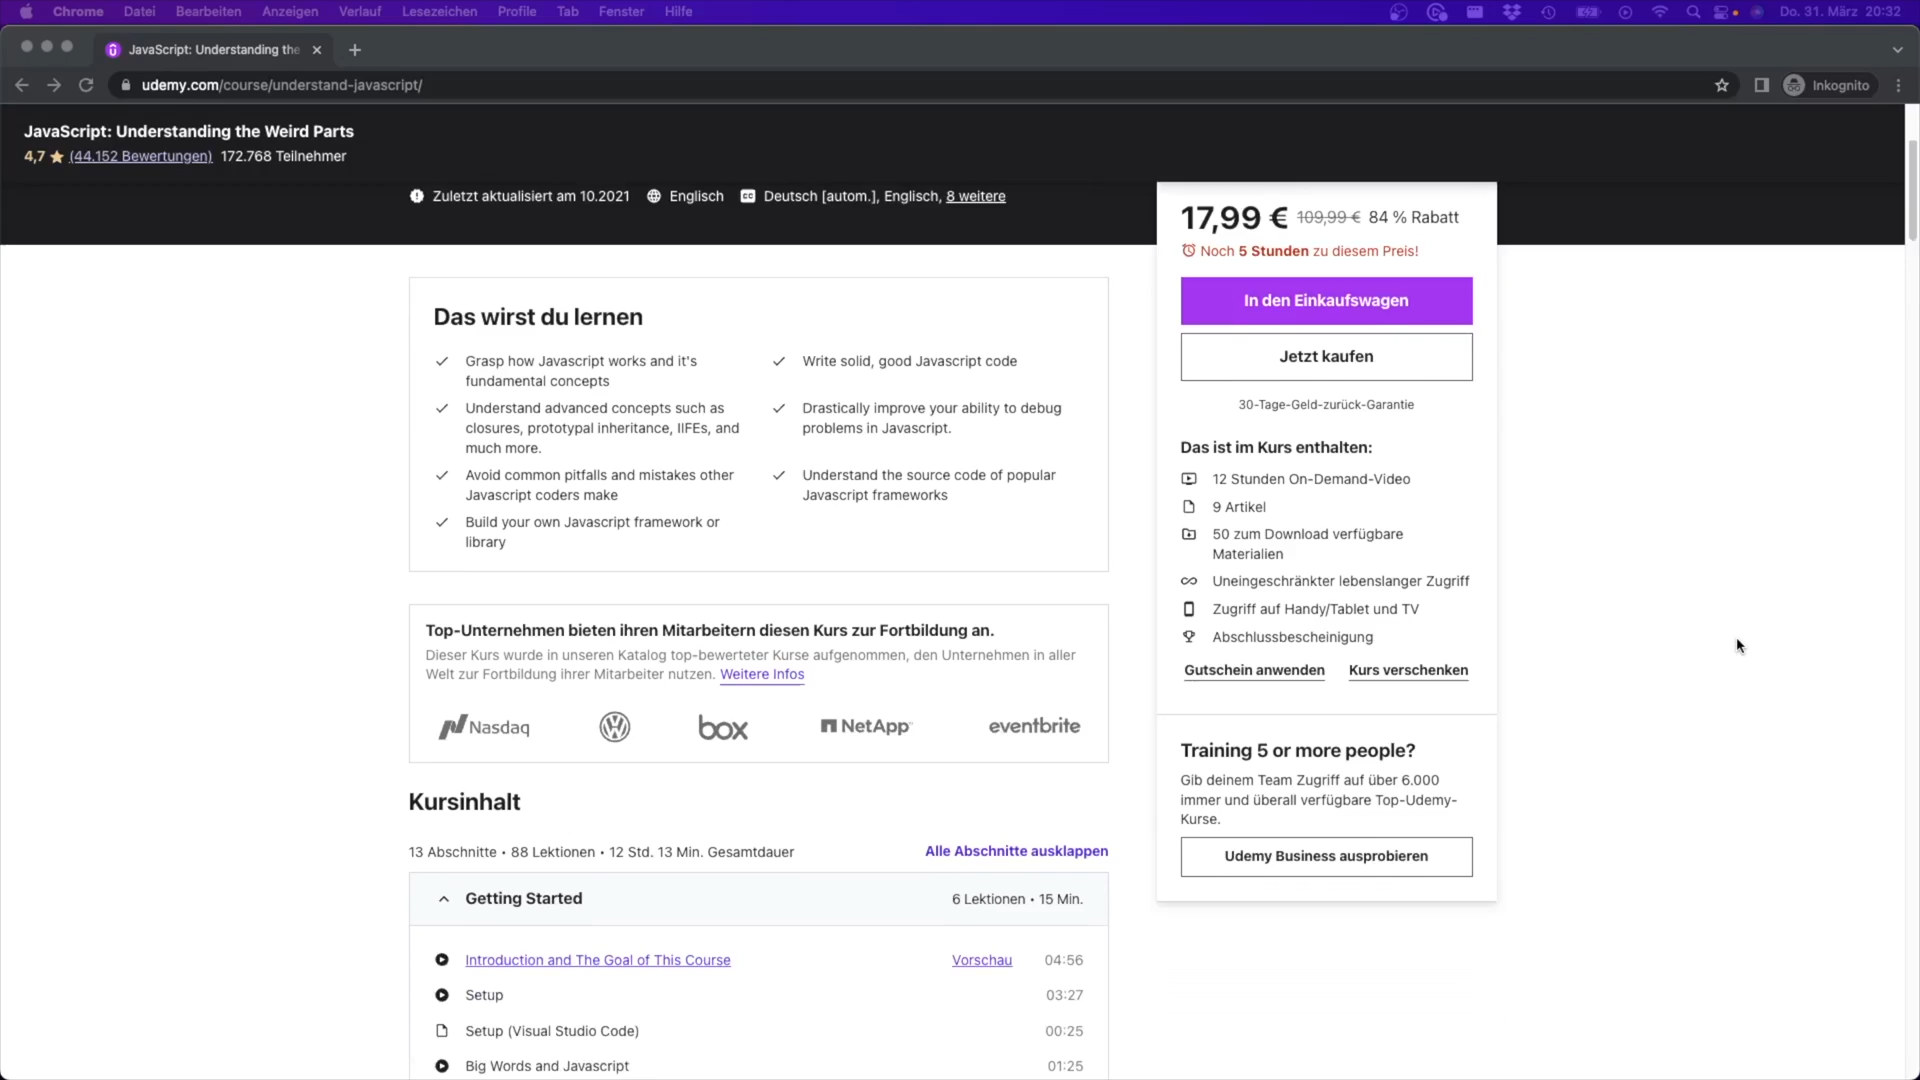 Chrome Datei Bearbeiten Anzeigen Verlauf Lesezeichen Profile Tab Fenster Hilfe Do. 31. März 20:32
JavaScript: Understanding the
udemy.com/course/understand-javascript/ Inkognito
JavaScript: Understanding the Weird Parts
4,7 (44.152 Bewertungen) 172.768 Teilnehmer
Zuletzt aktualisiert am 10.2021 Englisch Deutsch [autom.], Englisch, 8 weitere
17,99 € 109,99 € 84 % Rabatt
Noch 5 Stunden zu diesem Preis!
In den Einkaufswagen
Jetzt kaufen
30-Tage-Geld-zurück-Garantie
Das ist im Kurs enthalten:
12 Stunden On-Demand-Video
9 Artikel
50 zum Download verfügbare
Materialien
Uneingeschränkter lebenslanger Zugriff
Zugriff auf Handy/Tablet und TV
Abschlussbescheinigung
Gutschein anwenden Kurs verschenken
Training 5 or more people?
Gib deinem Team Zugriff auf über 6.000
immer und überall verfügbare Top-Udemy-
Kurse.
Udemy Business ausprobieren
Das wirst du lernen
Grasp how Javascript works and it's
fundamental concepts
Write solid, good Javascript code
Understand advanced concepts such as
closures, prototypal inheritance, IIFEs, and
much more.
Drastically improve your ability to debug
problems in Javascript.
Avoid common pitfalls and mistakes other
Javascript coders make
Understand the source code of popular
Javascript frameworks
Build your own Javascript framework or
library
Top-Unternehmen bieten ihren Mitarbeitern diesen Kurs zur Fortbildung an.
Dieser Kurs wurde in unseren Katalog top-bewerteter Kurse aufgenommen, den Unternehmen in aller
Welt zur Fortbildung ihrer Mitarbeiter nutzen. Weitere Infos
Nasdaq box NetApp eventbrite
Kursinhalt
13 Abschnitte • 88 Lektionen • 12 Std. 13 Min. Gesamtdauer Alle Abschnitte ausklappen
Getting Started 6 Lektionen • 15 Min.
Introduction and The Goal of This Course Vorschau 04:56
Setup 03:27
Setup (Visual Studio Code) 00:25
Big Words and Javascript 01:25